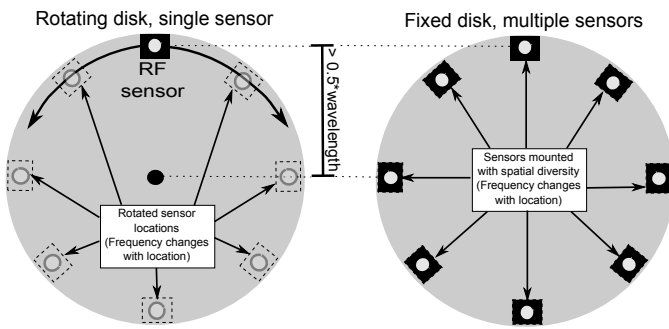 Rotating disk, single sensor
RF
sensor
> 0.5*wavelength
Rotated sensor
locations
(Frequency changes
with location)
Fixed disk, multiple sensors
Sensors mounted
with spatial diversity
(Frequency changes
with location)